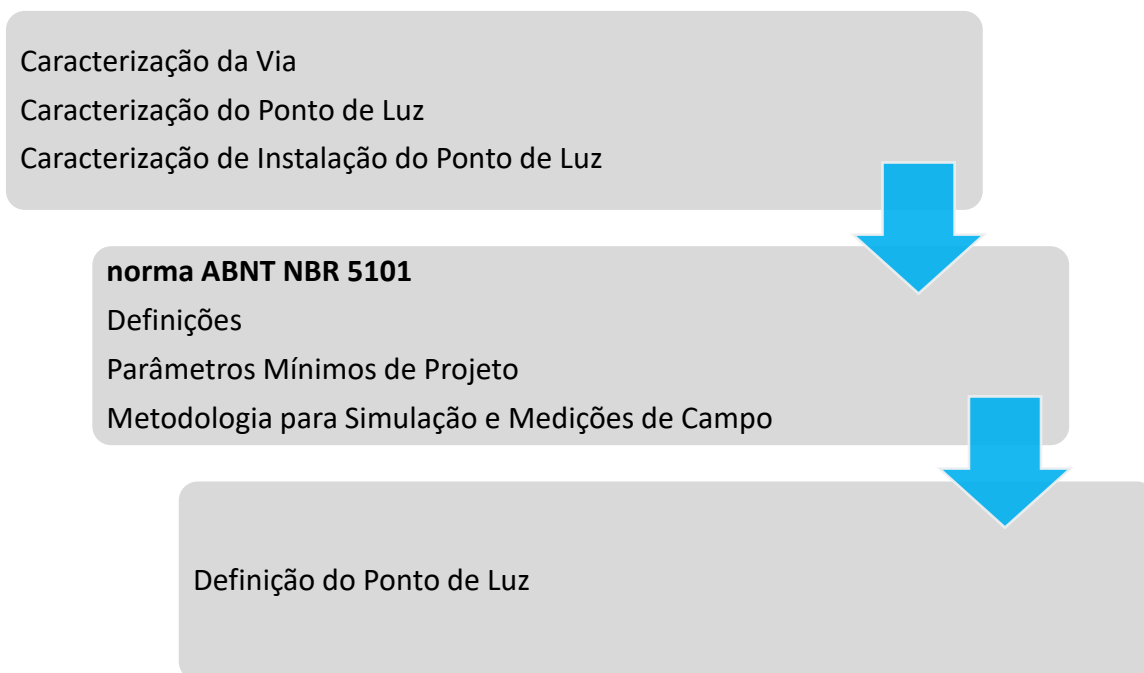 Caracterização da Via
Caracterização do Ponto de Luz
Caracterização de Instalação do Ponto de Luz
norma ABNT NBR 5101
Definições
Parâmetros Mínimos de Projeto
Metodologia para Simulação e Medições de Campo
Definição do Ponto de Luz